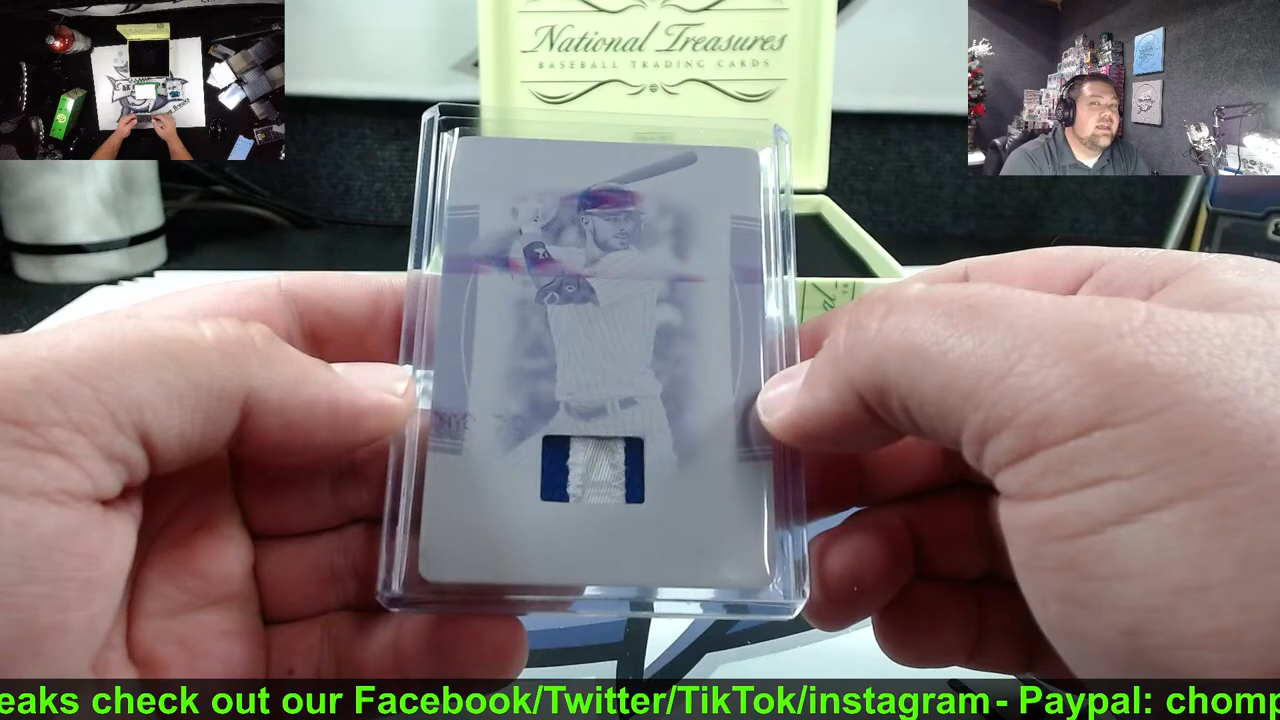 National Treasures
BASEBALL TRADING CARDS
eaks check out our Facebook/Twitter/TikTok/instagram - Paypal: chomp